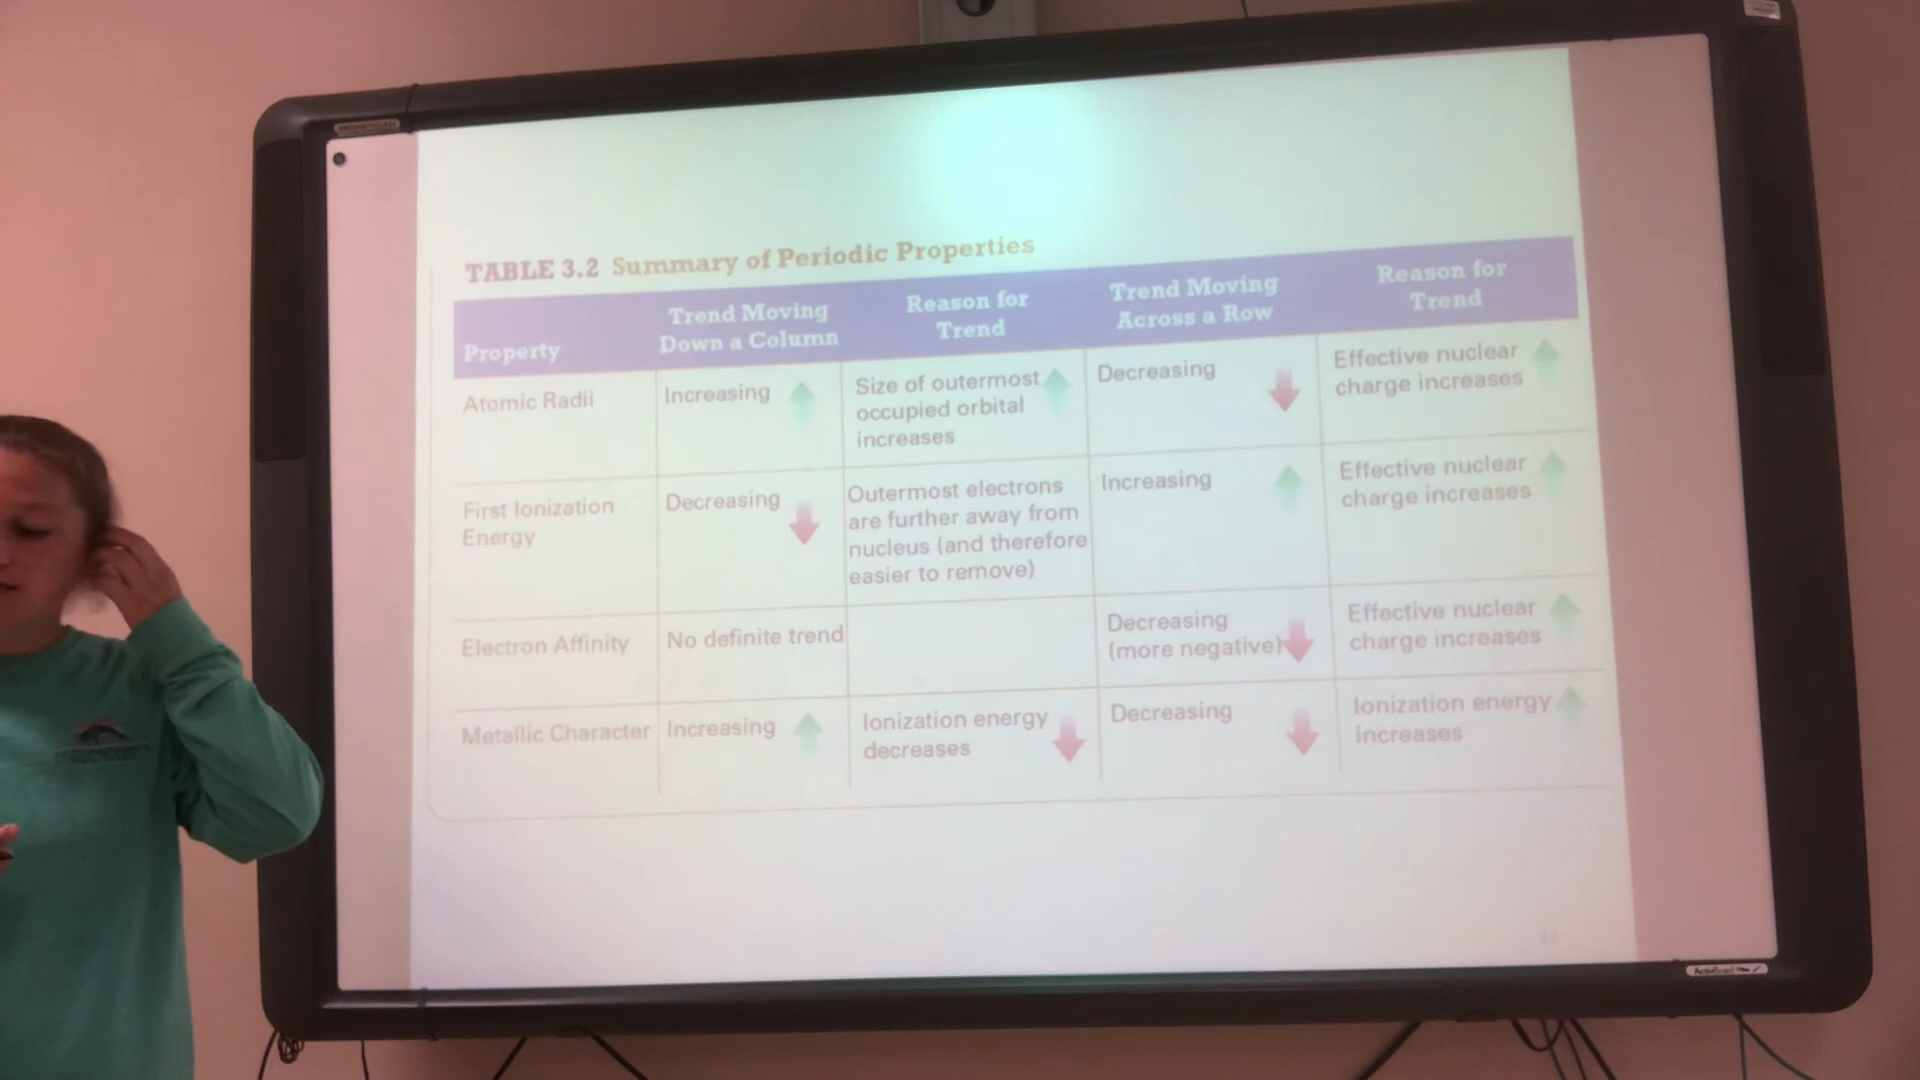 TABLE 3.2 Summary of Periodic Properties
Property
Trend Moving
Down a Column
Reason for
Trend
Trend Moving
Across a Row
Reason for
Trend
Atomic Radii
Increasing
Size of outermost
occupied orbital
increases
Decreasing
Effective nuclear
charge increases
First Ionization
Energy
Decreasing
Outermost electrons
are further away from
nucleus (and therefore
easier to remove)
Increasing
Effective nuclear
charge increases
Electron Affinity
No definite trend
Decreasing
(more negative)
Effective nuclear
charge increases
Metallic Character
Increasing
Ionization energy
decreases
Decreasing
Ionization energy
increases